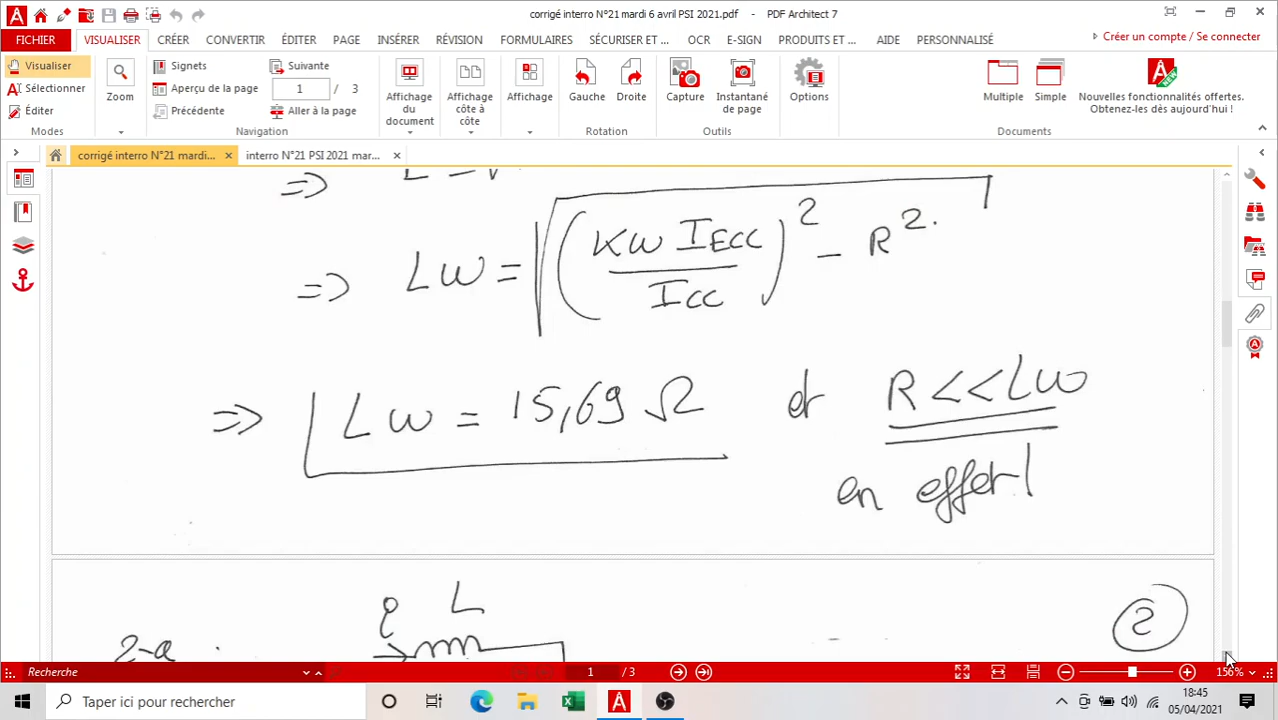 corrigé interro N°21 mardi 6 avril PSI 2021.pdf - PDF Architect 7
FICHIER VISUALISER CRÉER CONVERTIR ÉDITER PAGE INSÉRER RÉVISION FORMULAIRES SÉCURISER ET ... OCR E-SIGN PRODUITS ET ... AIDE PERSONNALISÉ Créer un compte / Se connecter
Visualiser
Sélectionner
Éditer
Modes
Zoom
Signets
Aperçu de la page
Précédente
Suivante
1 / 3
Aller à la page
Navigation
Affichage du document
Affichage côte à côte
Affichage
Gauche
Droite
Rotation
Capture
Instantané de page
Outils
Options
Multiple
Simple
Nouvelles fonctionnalités offertes. Obtenez-les dès aujourd'hui !
Documents
corrigé interro N°21 mardi... interro N°21 PSI 2021 mar...
=> LW = √((KW IECC / ICC)² - R²)
=> LW = 15,69 Ω et R << LW
en effet !
i L
2
2-a
Recherche 1 / 3 156%
Taper ici pour rechercher
18:45
05/04/2021